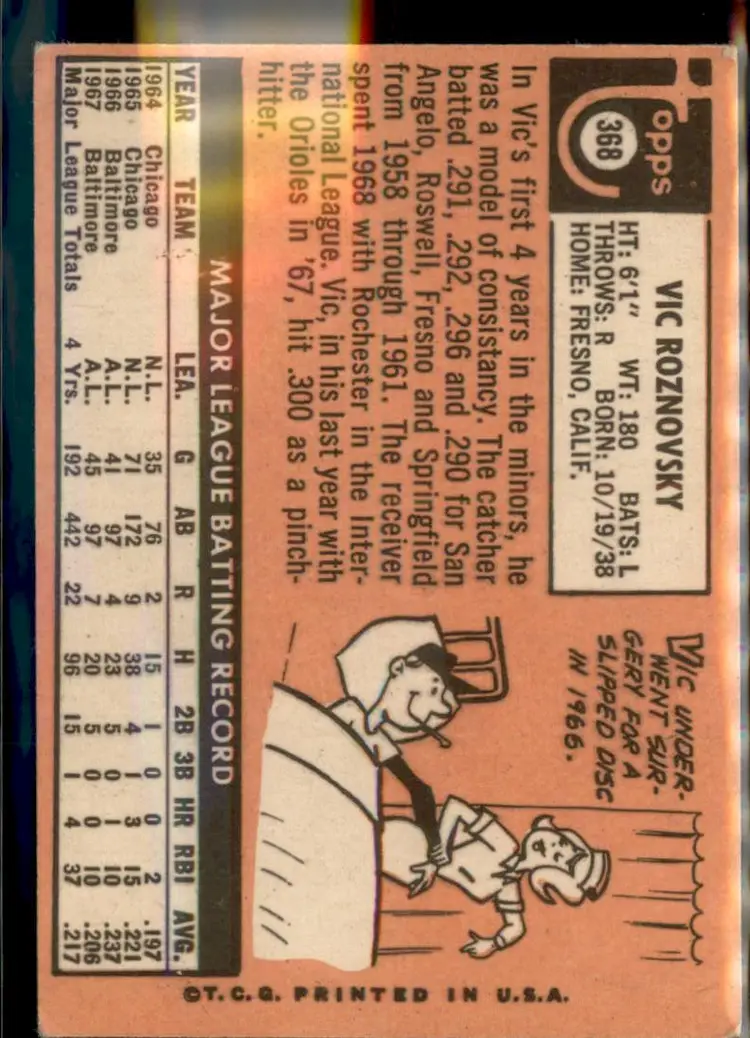 Topps
368
VIC ROZNOVSKY
HT: 6'1" WT: 180 BATS: L
THROWS: R BORN: 10/19/38
HOME: FRESNO, CALIF.
In Vic's first 4 years in the minors, he
was a model of consistancy. The catcher
batted .291, .292, .296 and .290 for San
Angelo, Roswell, Fresno and Springfield
from 1958 through 1961. The receiver
spent 1968 with Rochester in the Inter-
national League. Vic, in his last year with
the Orioles in '67, hit .300 as a pinch-
hitter.
VIC UNDER-
WENT SUR-
GERY FOR A
SLIPPED DISC
IN 1966.
MAJOR LEAGUE BATTING RECORD
YEAR TEAM LEA. G AB R H 2B 3B HR RBI AVG.
1964 Chicago N.L. 35 76 2 15 1 0 0 2 .197
1965 Chicago N.L. 71 172 9 38 4 1 3 15 .221
1966 Baltimore A.L. 41 97 4 23 5 0 1 10 .237
1967 Baltimore A.L. 45 97 7 20 5 0 0 10 .206
Major League Totals 4 Yrs. 192 442 22 96 15 1 4 37 .217
©T.C.G. PRINTED IN U.S.A.